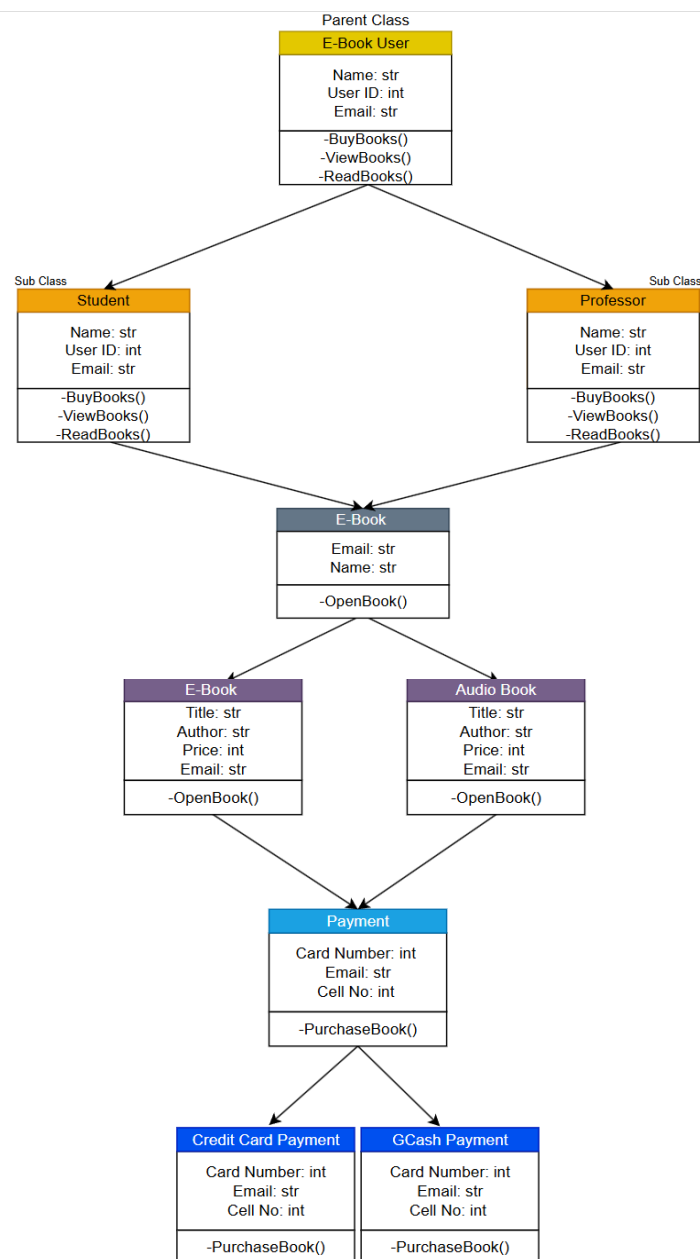 Parent Class
E-Book User
Name: str
User ID: int
Email: str
-BuyBooks()
-ViewBooks()
-ReadBooks()
Sub Class
Student
Name: str
User ID: int
Email: str
-BuyBooks()
-ViewBooks()
-ReadBooks()
Sub Class
Professor
Name: str
User ID: int
Email: str
-BuyBooks()
-ViewBooks()
-ReadBooks()
E-Book
Email: str
Name: str
-OpenBook()
E-Book
Title: str
Author: str
Price: int
Email: str
-OpenBook()
Audio Book
Title: str
Author: str
Price: int
Email: str
-OpenBook()
Payment
Card Number: int
Email: str
Cell No: int
-PurchaseBook()
Credit Card Payment
Card Number: int
Email: str
Cell No: int
-PurchaseBook()
GCash Payment
Card Number: int
Email: str
Cell No: int
-PurchaseBook()